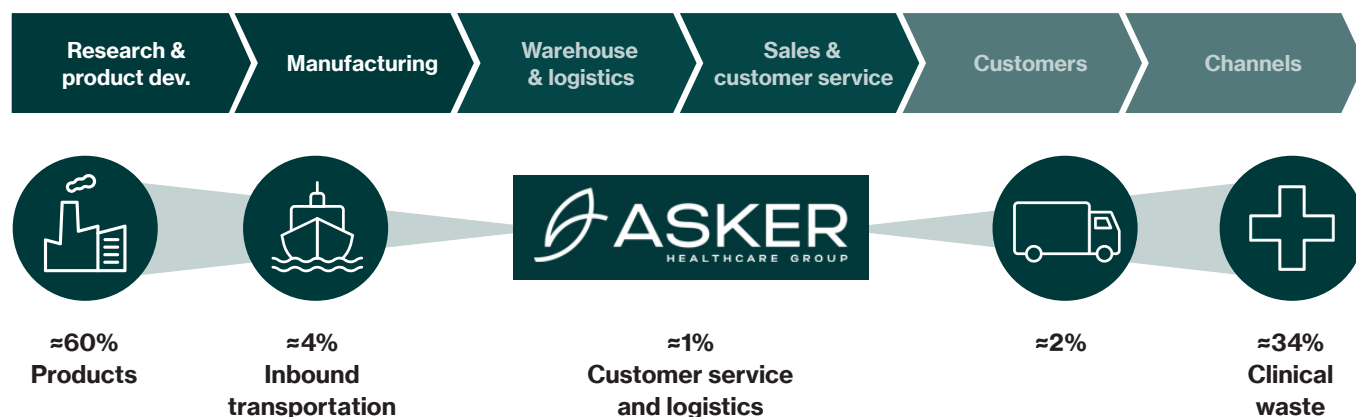 Research &
product dev.
Manufacturing
Warehouse
& logistics
Sales &
customer service
Customers
Channels
ASKER
HEALTHCARE GROUP
≈60%
Products
≈4%
Inbound
transportation
≈1%
Customer service
and logistics
≈2%
≈34%
Clinical
waste